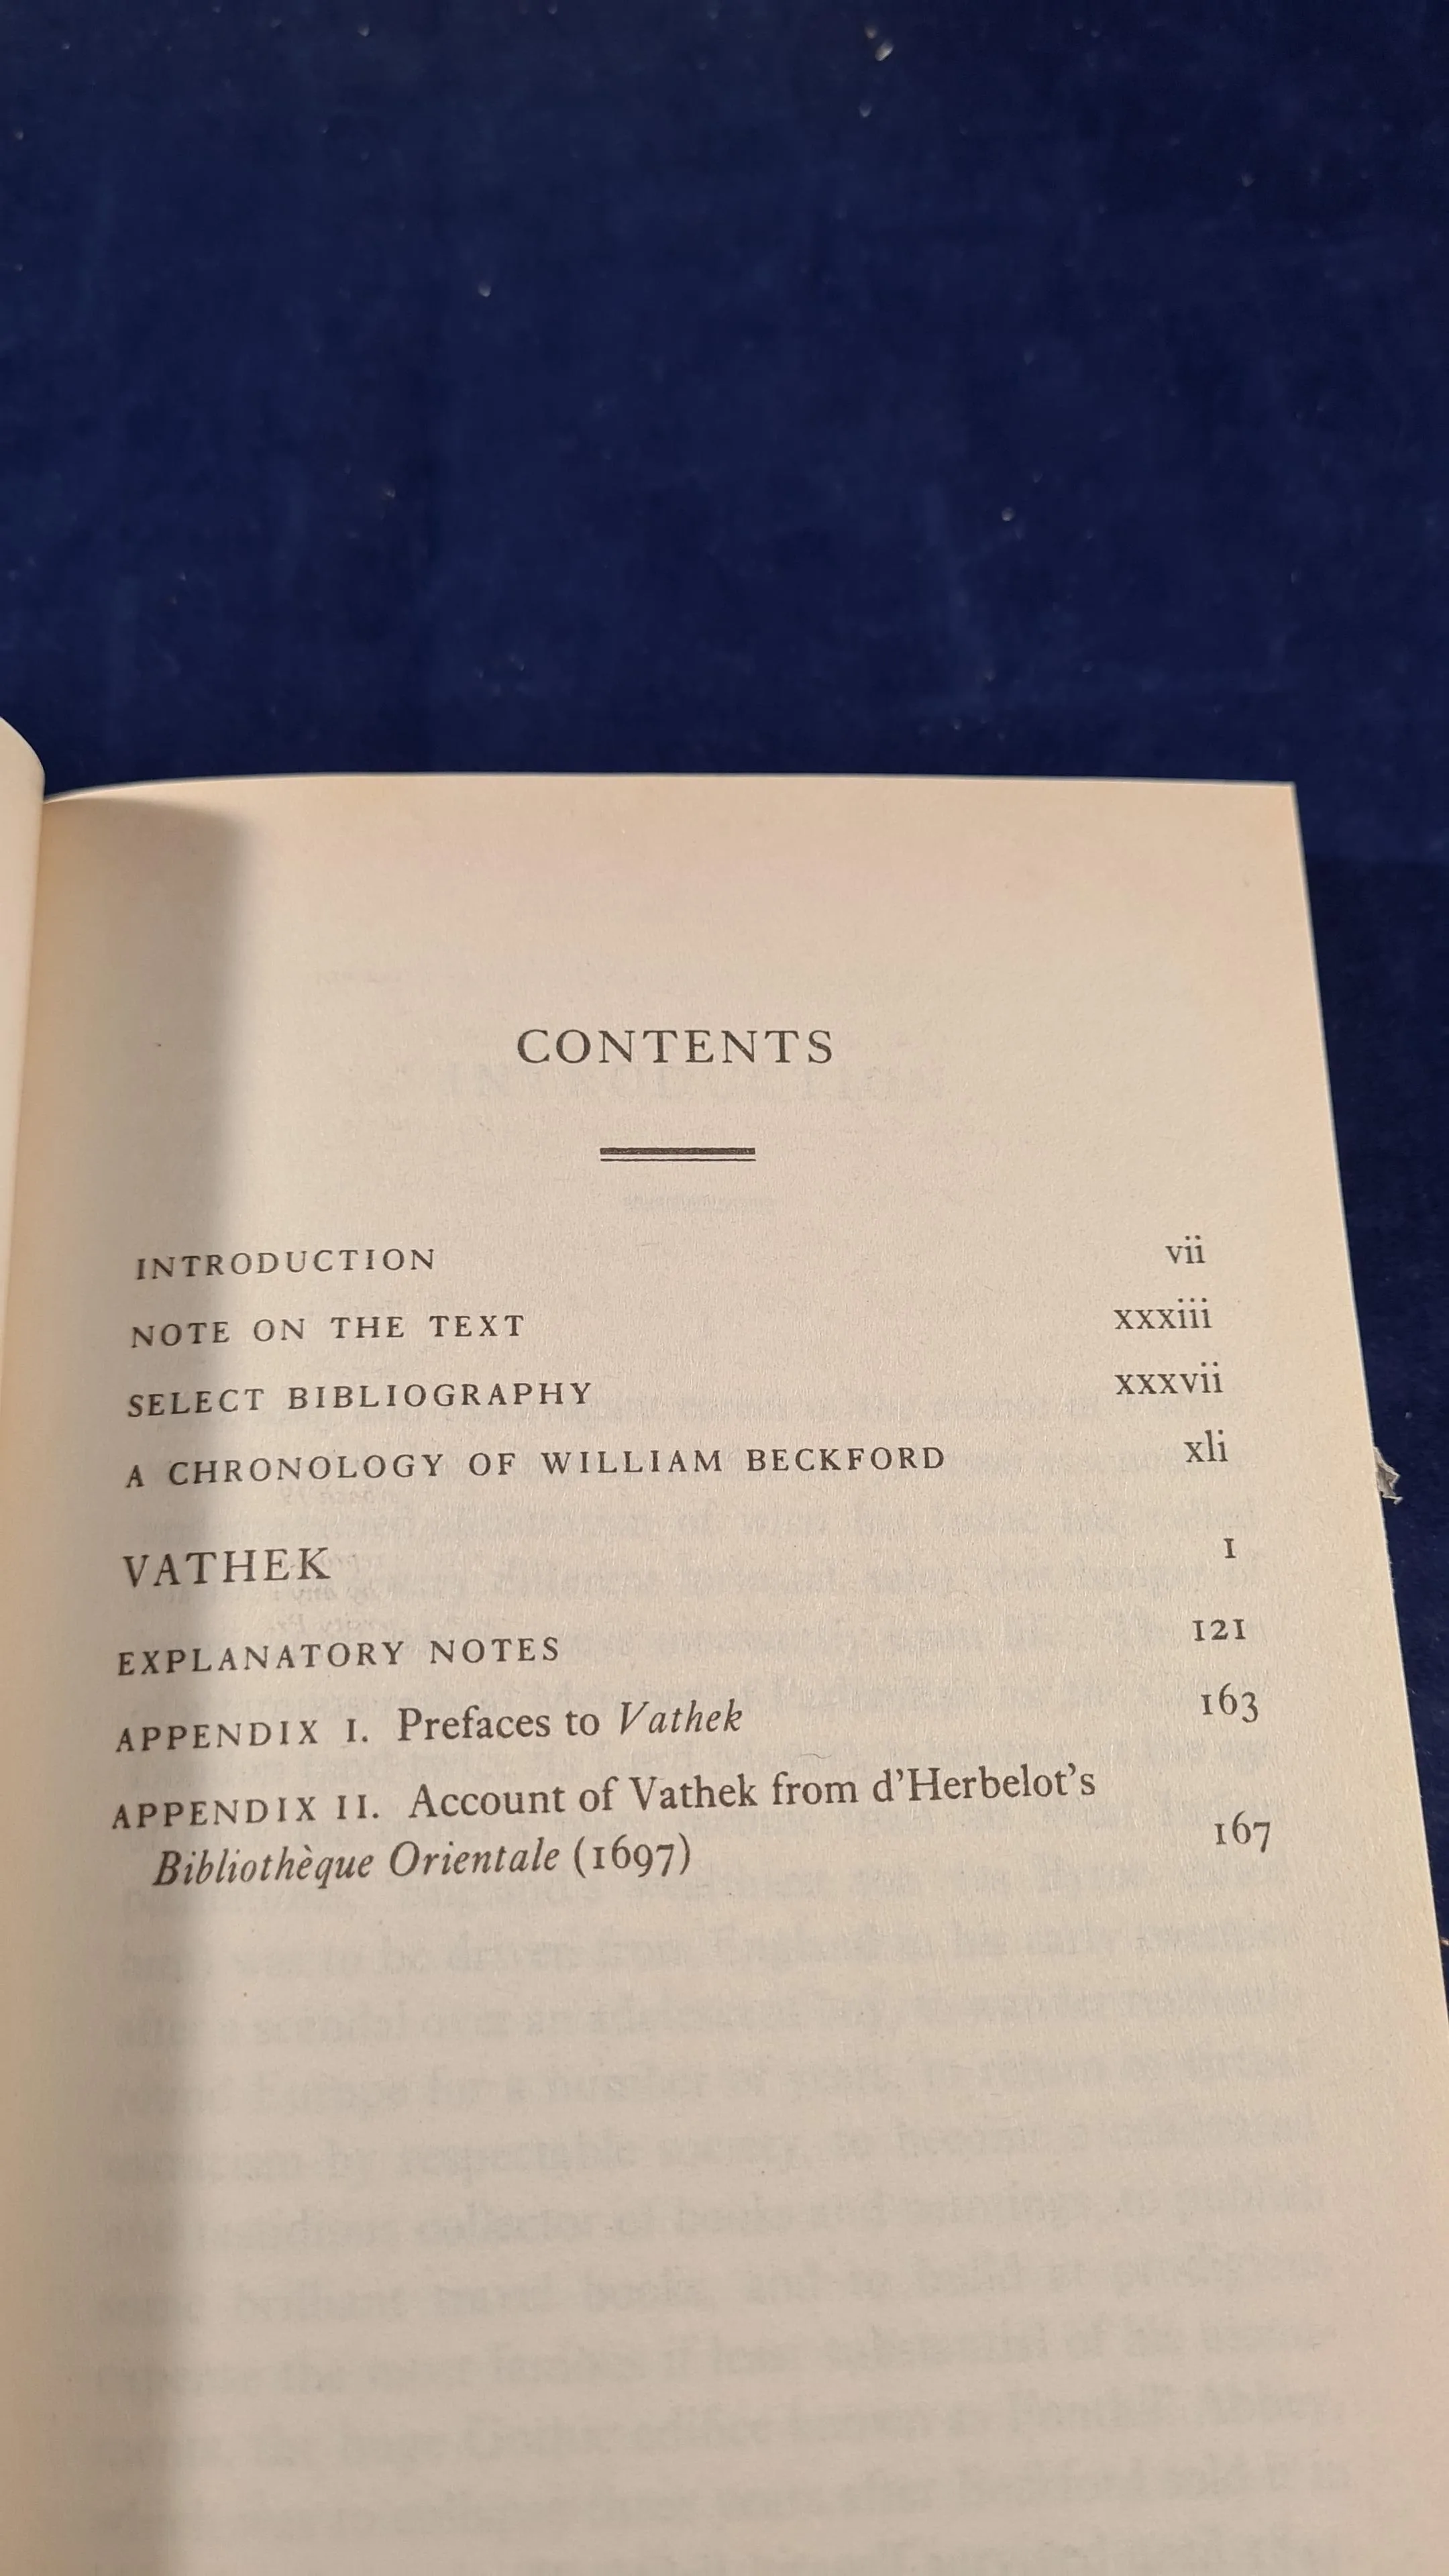 CONTENTS
INTRODUCTION vii
NOTE ON THE TEXT xxxiii
SELECT BIBLIOGRAPHY xxxvii
A CHRONOLOGY OF WILLIAM BECKFORD xli
VATHEK 1
EXPLANATORY NOTES 121
APPENDIX I. Prefaces to Vathek 163
APPENDIX II. Account of Vathek from d'Herbelot's
Bibliothèque Orientale (1697) 167